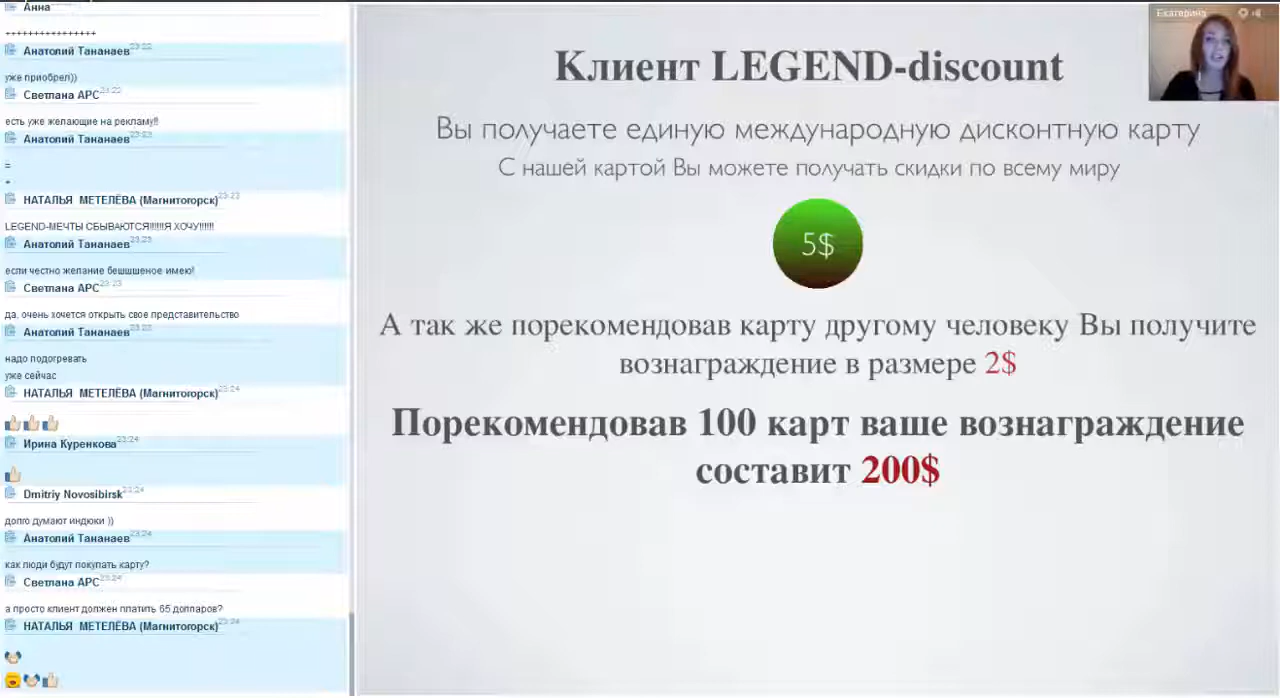 Анна
++++++++++++++++
Анатолий Тананаев 23:22
уже приобрел))
Светлана АРС 23:22
есть уже желающие на рекламу!!
Анатолий Тананаев 23:23
=
+
НАТАЛЬЯ МЕТЕЛЁВА (Магнитогорск) 23:23
LEGEND-МЕЧТЫ СБЫВАЮТСЯ!!!!!!!Я ХОЧУ!!!!!!
Анатолий Тананаев 23:23
если честно желание бешшшеное имею!
Светлана АРС 23:23
да, очень хочется открыть свое представительство
Анатолий Тананаев 23:23
надо подогревать
уже сейчас
НАТАЛЬЯ МЕТЕЛЁВА (Магнитогорск) 23:24
Ирина Куренкова 23:24
Dmitriy Novosibirsk 23:24
долго думают индюки ))
Анатолий Тананаев 23:24
как люди будут покупать карту?
Светлана АРС 23:24
а просто клиент должен платить 65 долларов?
НАТАЛЬЯ МЕТЕЛЁВА (Магнитогорск) 23:24
Екатерина
Клиент LEGEND-discount
Вы получаете единую международную дисконтную карту
С нашей картой Вы можете получать скидки по всему миру
5$
А так же порекомендовав карту другому человеку Вы получите
вознаграждение в размере 2$
Порекомендовав 100 карт ваше вознаграждение
составит 200$